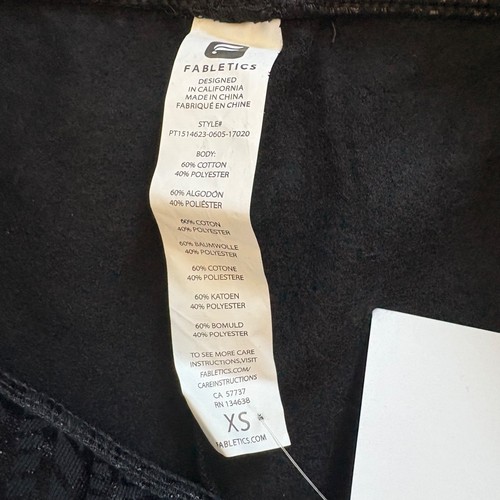 FABLETICS
DESIGNED
IN CALIFORNIA
MADE IN CHINA
FABRIQUÉ EN CHINE
STYLE#
PT1514623-0605-17020
BODY:
60% COTTON
40% POLYESTER
60% ALGODÓN
40% POLIÉSTER
60% COTON
40% POLYESTER
60% BAUMWOLLE
40% POLYESTER
60% COTONE
40% POLIESTERE
60% KATOEN
40% POLYESTER
60% BOMULD
40% POLYESTER
TO SEE MORE CARE
INSTRUCTIONS,VISIT
FABLETICS.COM/
CAREINSTRUCTIONS
CA 57737
RN 134638
XS
FABLETICS.COM